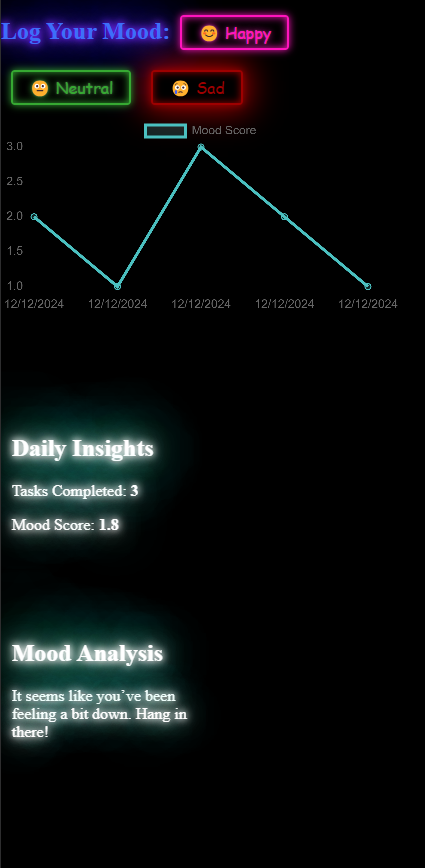 Log Your Mood: 😊 Happy
😐 Neutral 😢 Sad
Mood Score
3.0
2.5
2.0
1.5
1.0
12/12/2024 12/12/2024 12/12/2024 12/12/2024 12/12/2024
Daily Insights
Tasks Completed: 3
Mood Score: 1.8
Mood Analysis
It seems like you’ve been
feeling a bit down. Hang in
there!